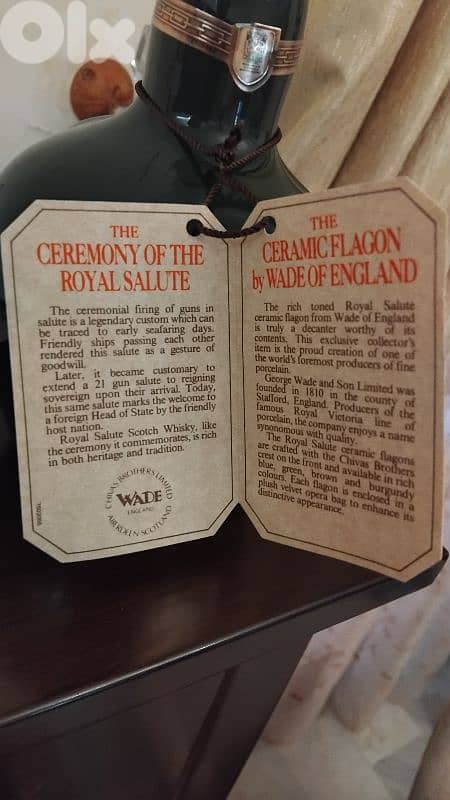 OLX
THE
CEREMONY OF THE
ROYAL SALUTE
The ceremonial firing of guns in
salute is a legendary custom which can
be traced to early seafaring days.
Friendly ships passing each other
rendered this salute as a gesture of
goodwill.
Later, it became customary to
extend a 21 gun salute to reigning
sovereign upon their arrival. Today,
this same salute marks the welcome to
a foreign Head of State by the friendly
host nation.
Royal Salute Scotch Whisky, like
the ceremony it commemorates, is rich
in both heritage and tradition.
CHIVAS BROTHERS LIMITED
WADE
ENGLAND
ABERDEEN SCOTLAND
THE
CERAMIC FLAGON
by WADE OF ENGLAND
The rich toned Royal Salute
ceramic flagon from Wade of England
is truly a decanter worthy of its
contents. This exclusive collector's
item is the proud creation of one of
the world's foremost producers of fine
porcelain.
George Wade and Son Limited was
founded in 1810 in the county of
Stafford, England. Producers of the
famous Royal Victoria line of
porcelain, the company enjoys a name
synonomous with quality.
The Royal Salute ceramic flagons
are crafted with the Chivas Brothers
crest on the front and available in rich
blue, green, brown and burgundy
colours. Each flagon is enclosed in a
plush velvet opera bag to enhance its
distinctive appearance.